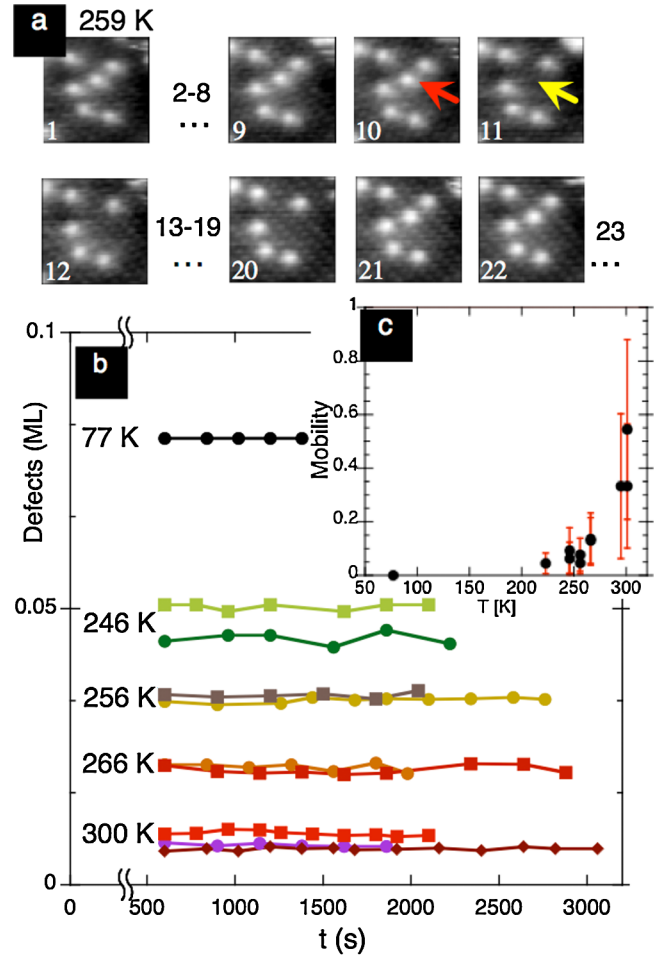 a 259 K
1 2-8 ... 9 10 11
12 13-19 ... 20 21 22 23 ...
b
Defects (ML)
0.1
0.05
0
77 K
246 K
256 K
266 K
300 K
0 500 1000 1500 2000 2500 3000
t (s)
c
Mobility
1
0.8
0.6
0.4
0.2
0
50 100 150 200 250 300
T [K]